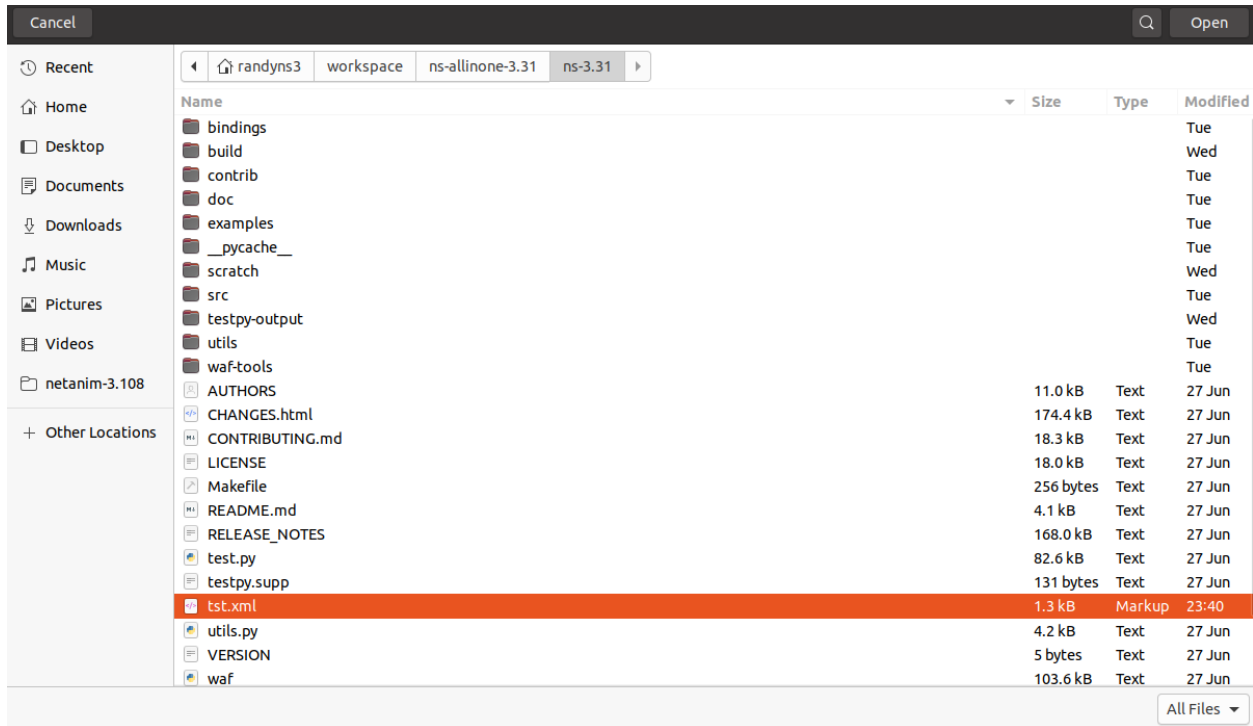 Cancel
Open
Recent
Home
Desktop
Documents
Downloads
Music
Pictures
Videos
netanim-3.108
+ Other Locations
randyns3 workspace ns-allinone-3.31 ns-3.31
Name Size Type Modified
bindings Tue
build Wed
contrib Tue
doc Tue
examples Tue
__pycache__ Tue
scratch Wed
src Tue
testpy-output Wed
utils Tue
waf-tools Tue
AUTHORS 11.0 kB Text 27 Jun
CHANGES.html 174.4 kB Text 27 Jun
CONTRIBUTING.md 18.3 kB Text 27 Jun
LICENSE 18.0 kB Text 27 Jun
Makefile 256 bytes Text 27 Jun
README.md 4.1 kB Text 27 Jun
RELEASE_NOTES 168.0 kB Text 27 Jun
test.py 82.6 kB Text 27 Jun
testpy.supp 131 bytes Text 27 Jun
tst.xml 1.3 kB Markup 23:40
utils.py 4.2 kB Text 27 Jun
VERSION 5 bytes Text 27 Jun
waf 103.6 kB Text 27 Jun
All Files